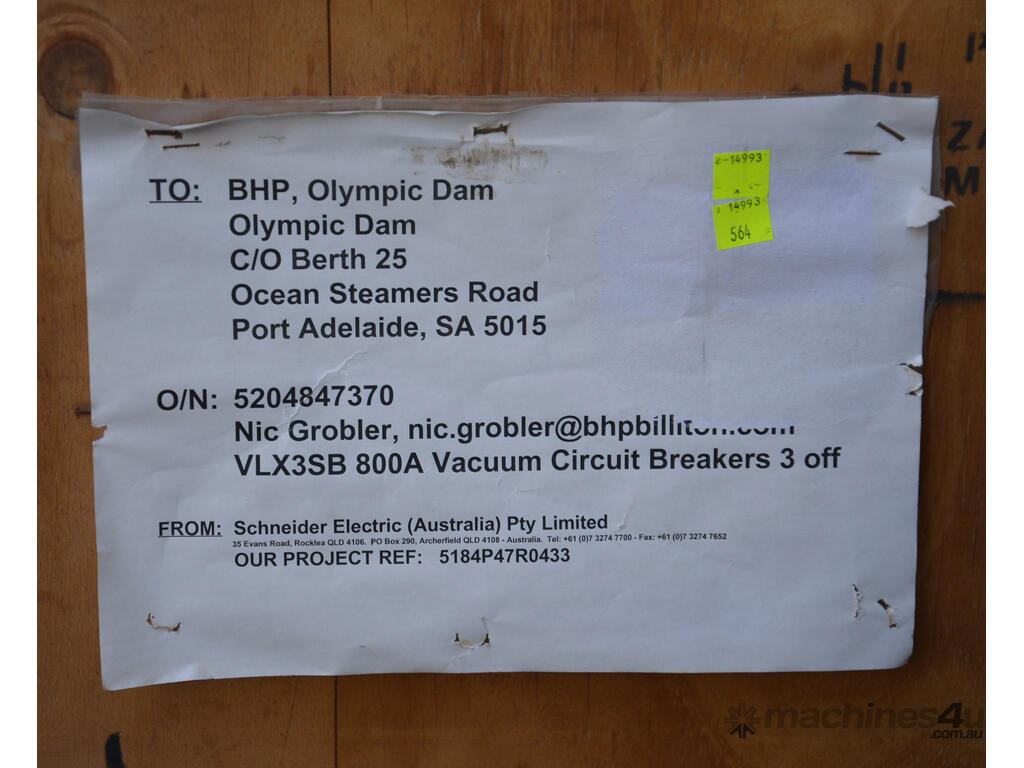 TO: BHP, Olympic Dam
Olympic Dam
C/O Berth 25
Ocean Steamers Road
Port Adelaide, SA 5015
-14993
14993
564
O/N: 5204847370
Nic Grobler, nic.grobler@bhpbilliton.com
VLX3SB 800A Vacuum Circuit Breakers 3 off
FROM: Schneider Electric (Australia) Pty Limited
35 Evans Road, Rocklea QLD 4106. PO Box 290, Archerfield QLD 4108 - Australia. Tel: +61 (0)7 3274 7700 - Fax: +61 (0)7 3274 7652
OUR PROJECT REF: 5184P47R0433
machines4u
.com.au